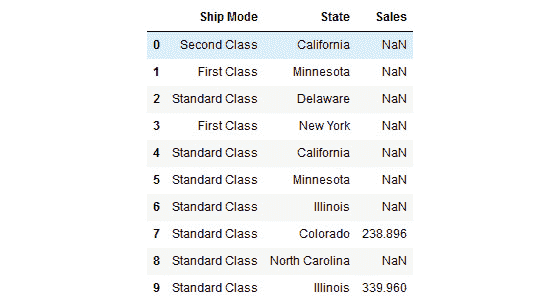 Ship Mode State Sales
0 Second Class California NaN
1 First Class Minnesota NaN
2 Standard Class Delaware NaN
3 First Class New York NaN
4 Standard Class California NaN
5 Standard Class Minnesota NaN
6 Standard Class Illinois NaN
7 Standard Class Colorado 238.896
8 Standard Class North Carolina NaN
9 Standard Class Illinois 339.960